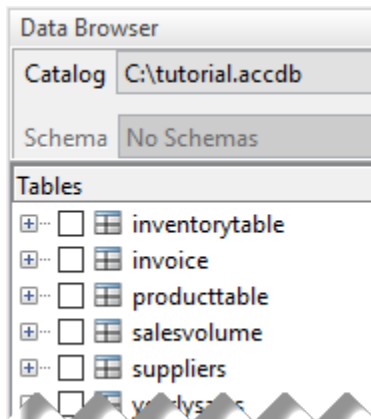 Data Browser
Catalog C:\tutorial.accdb
Schema No Schemas
Tables
inventorytable
invoice
producttable
salesvolume
suppliers